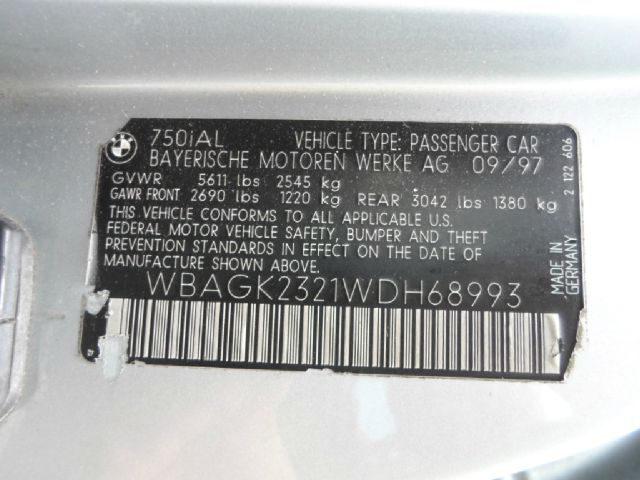 750iAL VEHICLE TYPE: PASSENGER CAR
BAYERISCHE MOTOREN WERKE AG 09/97
GVWR 5611 lbs 2545 kg
GAWR FRONT 2690 lbs 1220 kg REAR 3042 lbs 1380 kg
THIS VEHICLE CONFORMS TO ALL APPLICABLE U.S.
FEDERAL MOTOR VEHICLE SAFETY, BUMPER AND THEFT
PREVENTION STANDARDS IN EFFECT ON THE DATE OF
MANUFACTURE SHOWN ABOVE.
WBAGK2321WDH68993
MADE IN
GERMANY
2 122 606